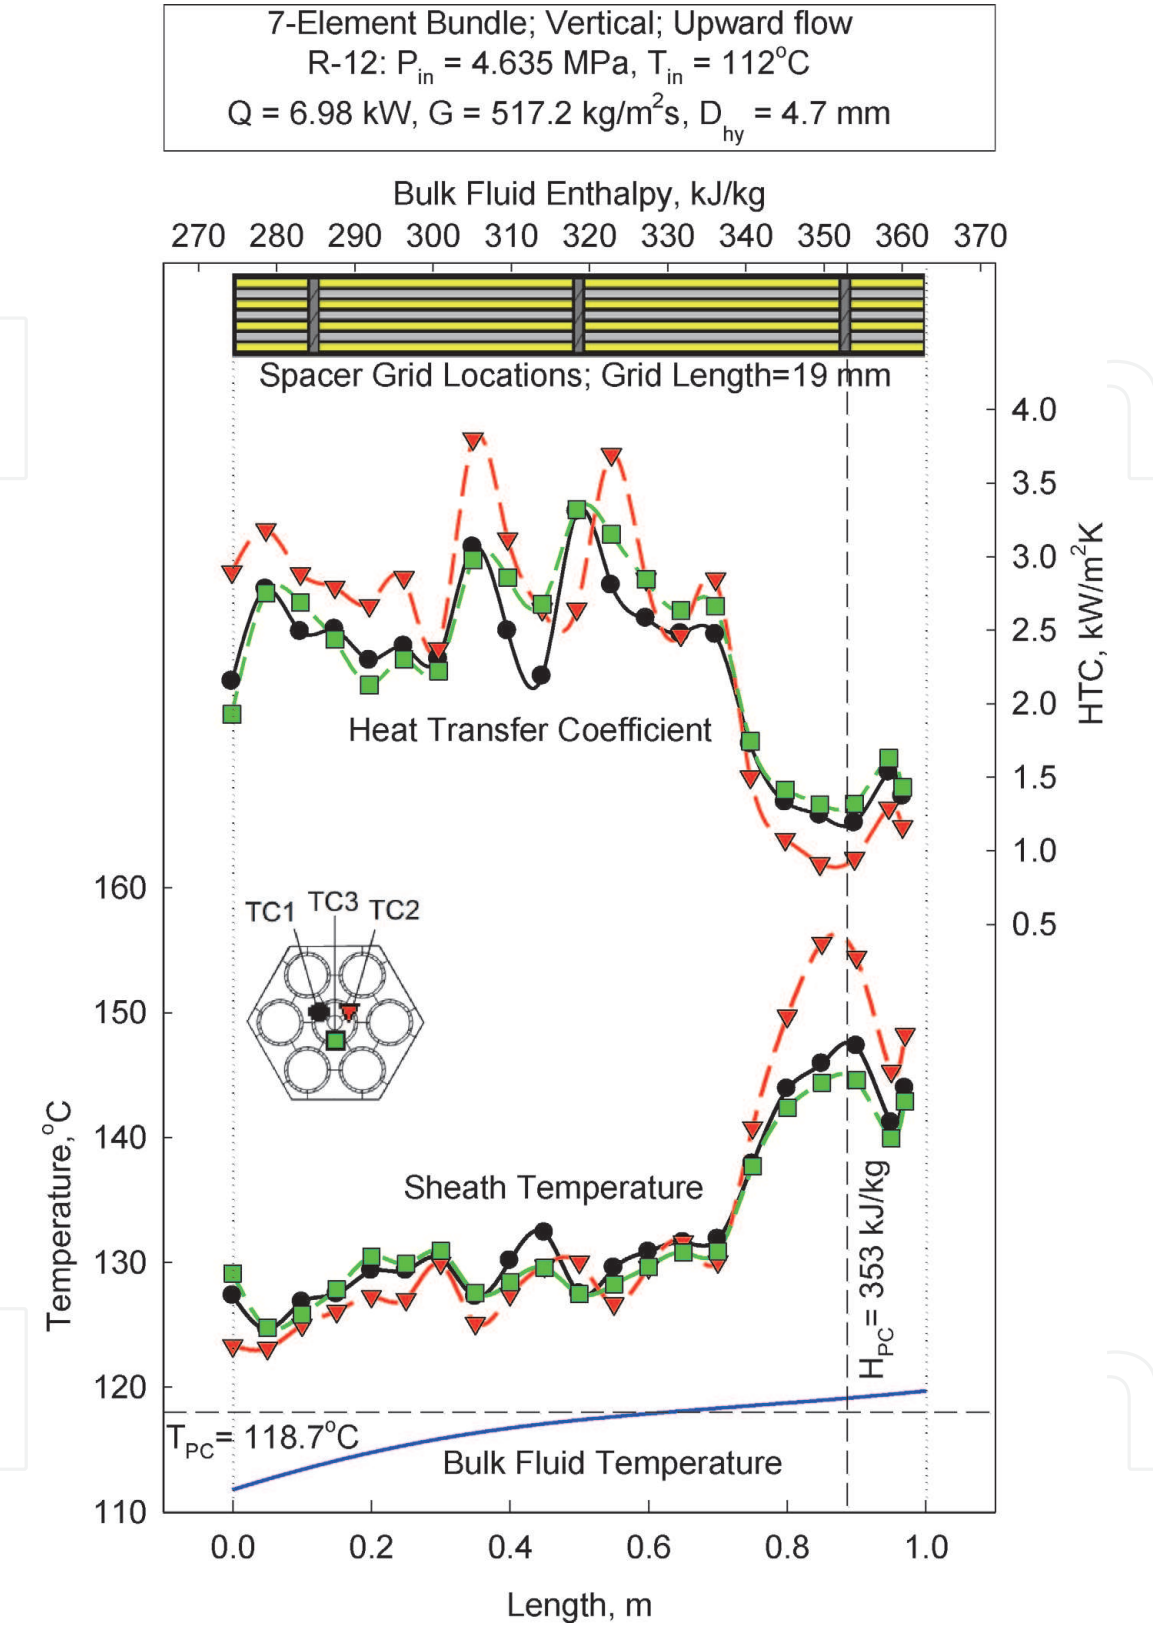 7-Element Bundle; Vertical; Upward flow
R-12: Pin = 4.635 MPa, Tin = 112°C
Q = 6.98 kW, G = 517.2 kg/m²s, Dhy = 4.7 mm
Bulk Fluid Enthalpy, kJ/kg
270 280 290 300 310 320 330 340 350 360 370
Spacer Grid Locations; Grid Length=19 mm
4.0
3.5
3.0
2.5
2.0
1.5
1.0
0.5
HTC, kW/m²K
Heat Transfer Coefficient
160
150
140
130
120
110
Temperature,°C
TC1 TC3 TC2
Sheath Temperature
HPC= 353 kJ/kg
TPC= 118.7°C
Bulk Fluid Temperature
0.0 0.2 0.4 0.6 0.8 1.0
Length, m